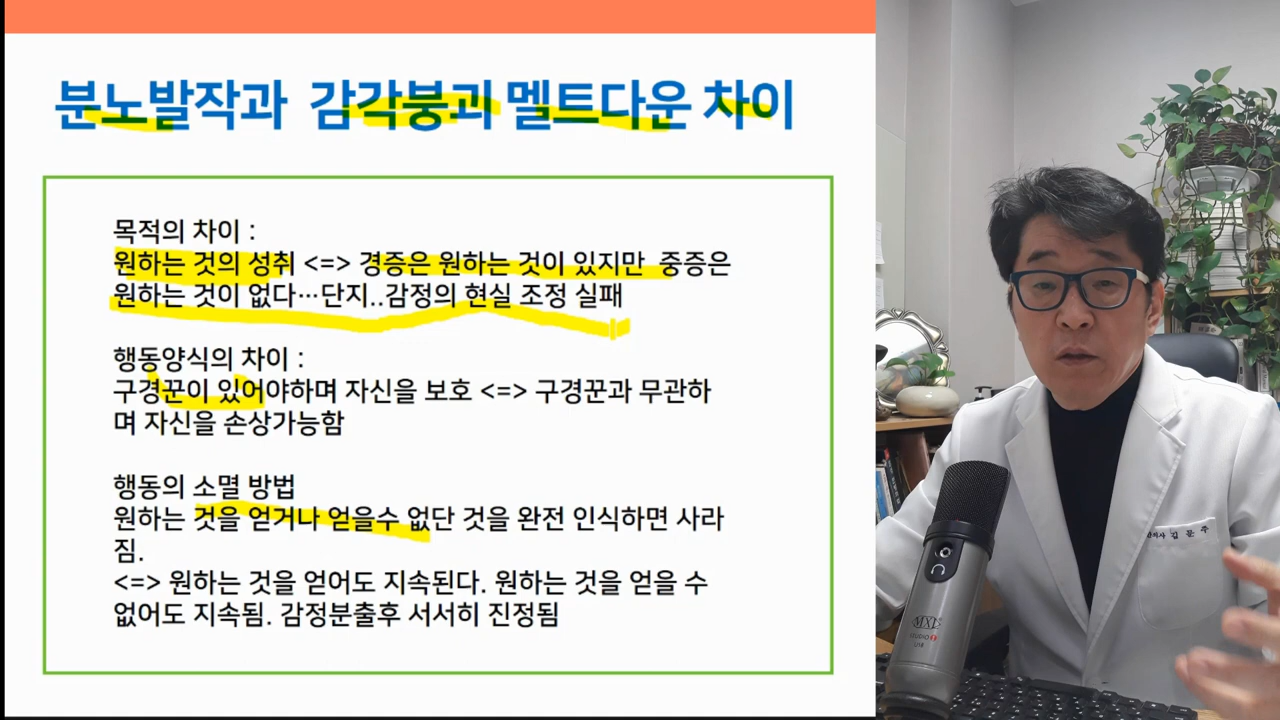 분노발작과 감각붕괴 멜트다운 차이
목적의 차이 :
원하는 것의 성취 <=> 경증은 원하는 것이 있지만 중증은
원하는 것이 없다…단지..감정의 현실 조정 실패
행동양식의 차이 :
구경꾼이 있어야하며 자신을 보호 <=> 구경꾼과 무관하
며 자신을 손상가능함
행동의 소멸 방법
원하는 것을 얻거나 얻을수 없단 것을 완전 인식하면 사라
짐.
<=> 원하는 것을 얻어도 지속된다. 원하는 것을 얻을 수
없어도 지속됨. 감정분출후 서서히 진정됨
김문주
MXL
STUDIO